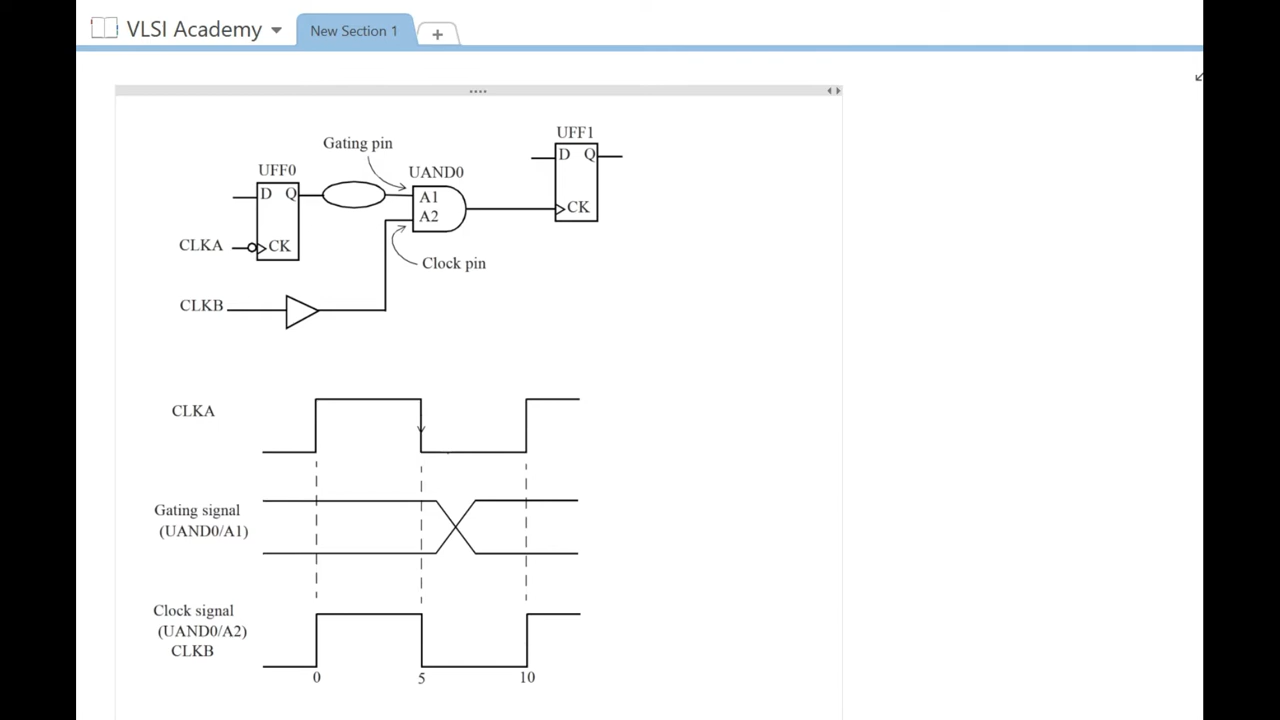 VLSI Academy
New Section 1
+
UFF1
D Q
CK
Gating pin
UFF0
UAND0
D Q
A1
A2
CLKA
CK
Clock pin
CLKB
CLKA
Gating signal
(UAND0/A1)
Clock signal
(UAND0/A2)
CLKB
0 5 10